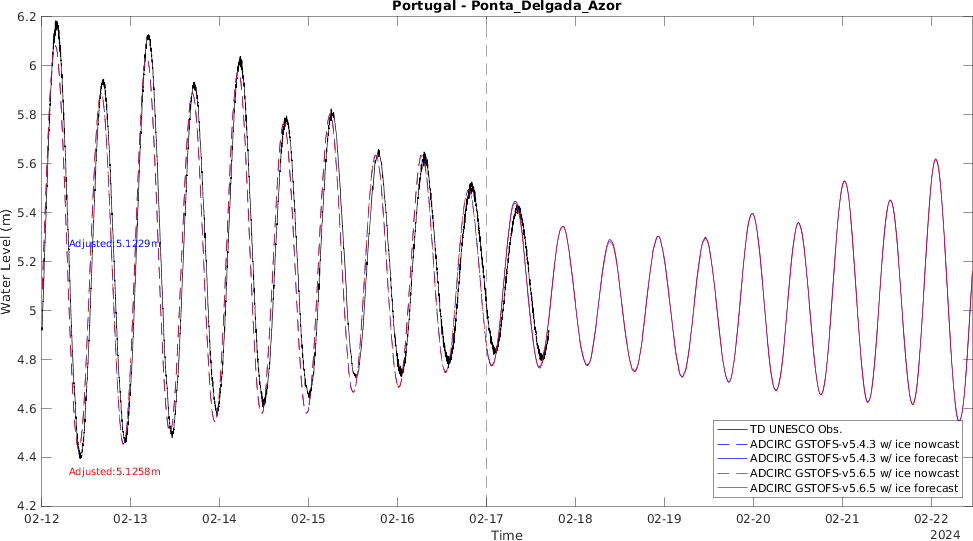 Portugal - Ponta_Delgada_Azor
Water Level (m)
6.2
6
5.8
5.6
5.4
5.2
5
4.8
4.6
4.4
4.2
Adjusted:5.1229m
Adjusted:5.1258m
TD UNESCO Obs.
ADCIRC GSTOFS-v5.4.3 w/ ice nowcast
ADCIRC GSTOFS-v5.4.3 w/ ice forecast
ADCIRC GSTOFS-v5.6.5 w/ ice nowcast
ADCIRC GSTOFS-v5.6.5 w/ ice forecast
02-12 02-13 02-14 02-15 02-16 02-17 02-18 02-19 02-20 02-21 02-22
Time
2024